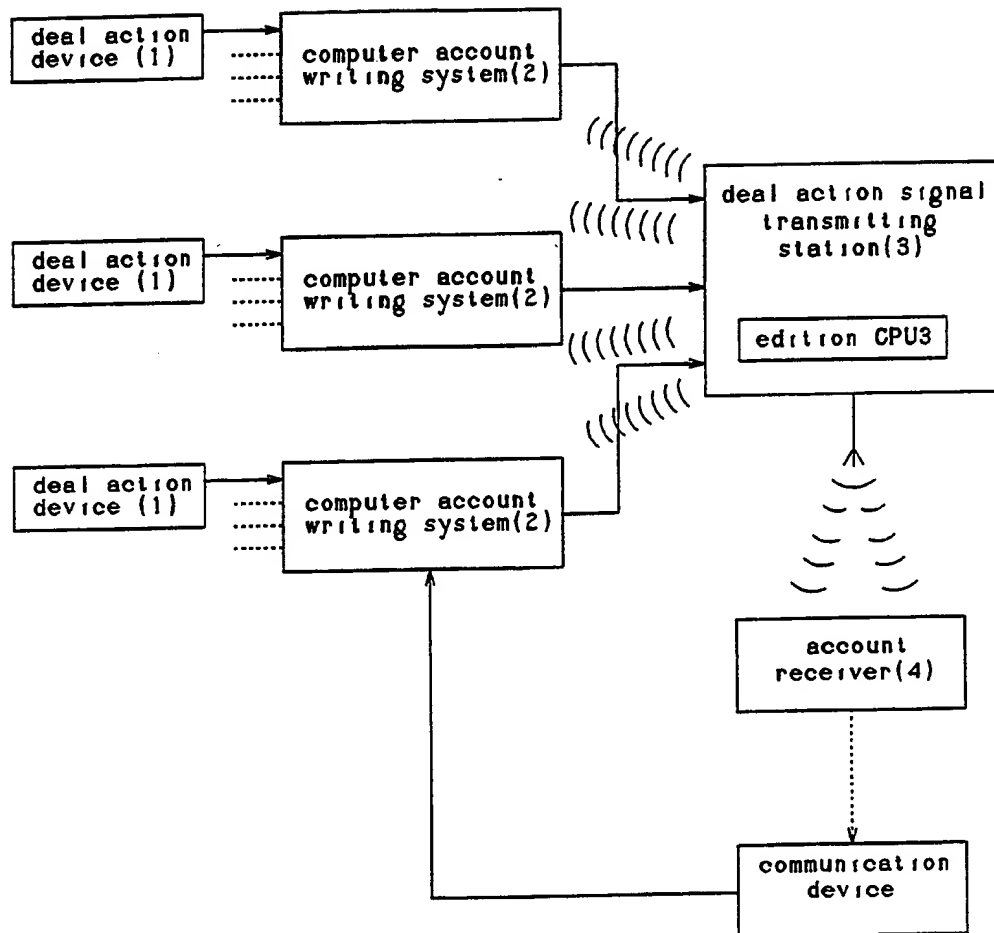 deal action
device (1)
computer account
writing system(2)
deal action signal
transmitting
station(3)
edition CPU3
deal action
device (1)
computer account
writing system(2)
deal action
device (1)
computer account
writing system(2)
account
receiver(4)
communication
device